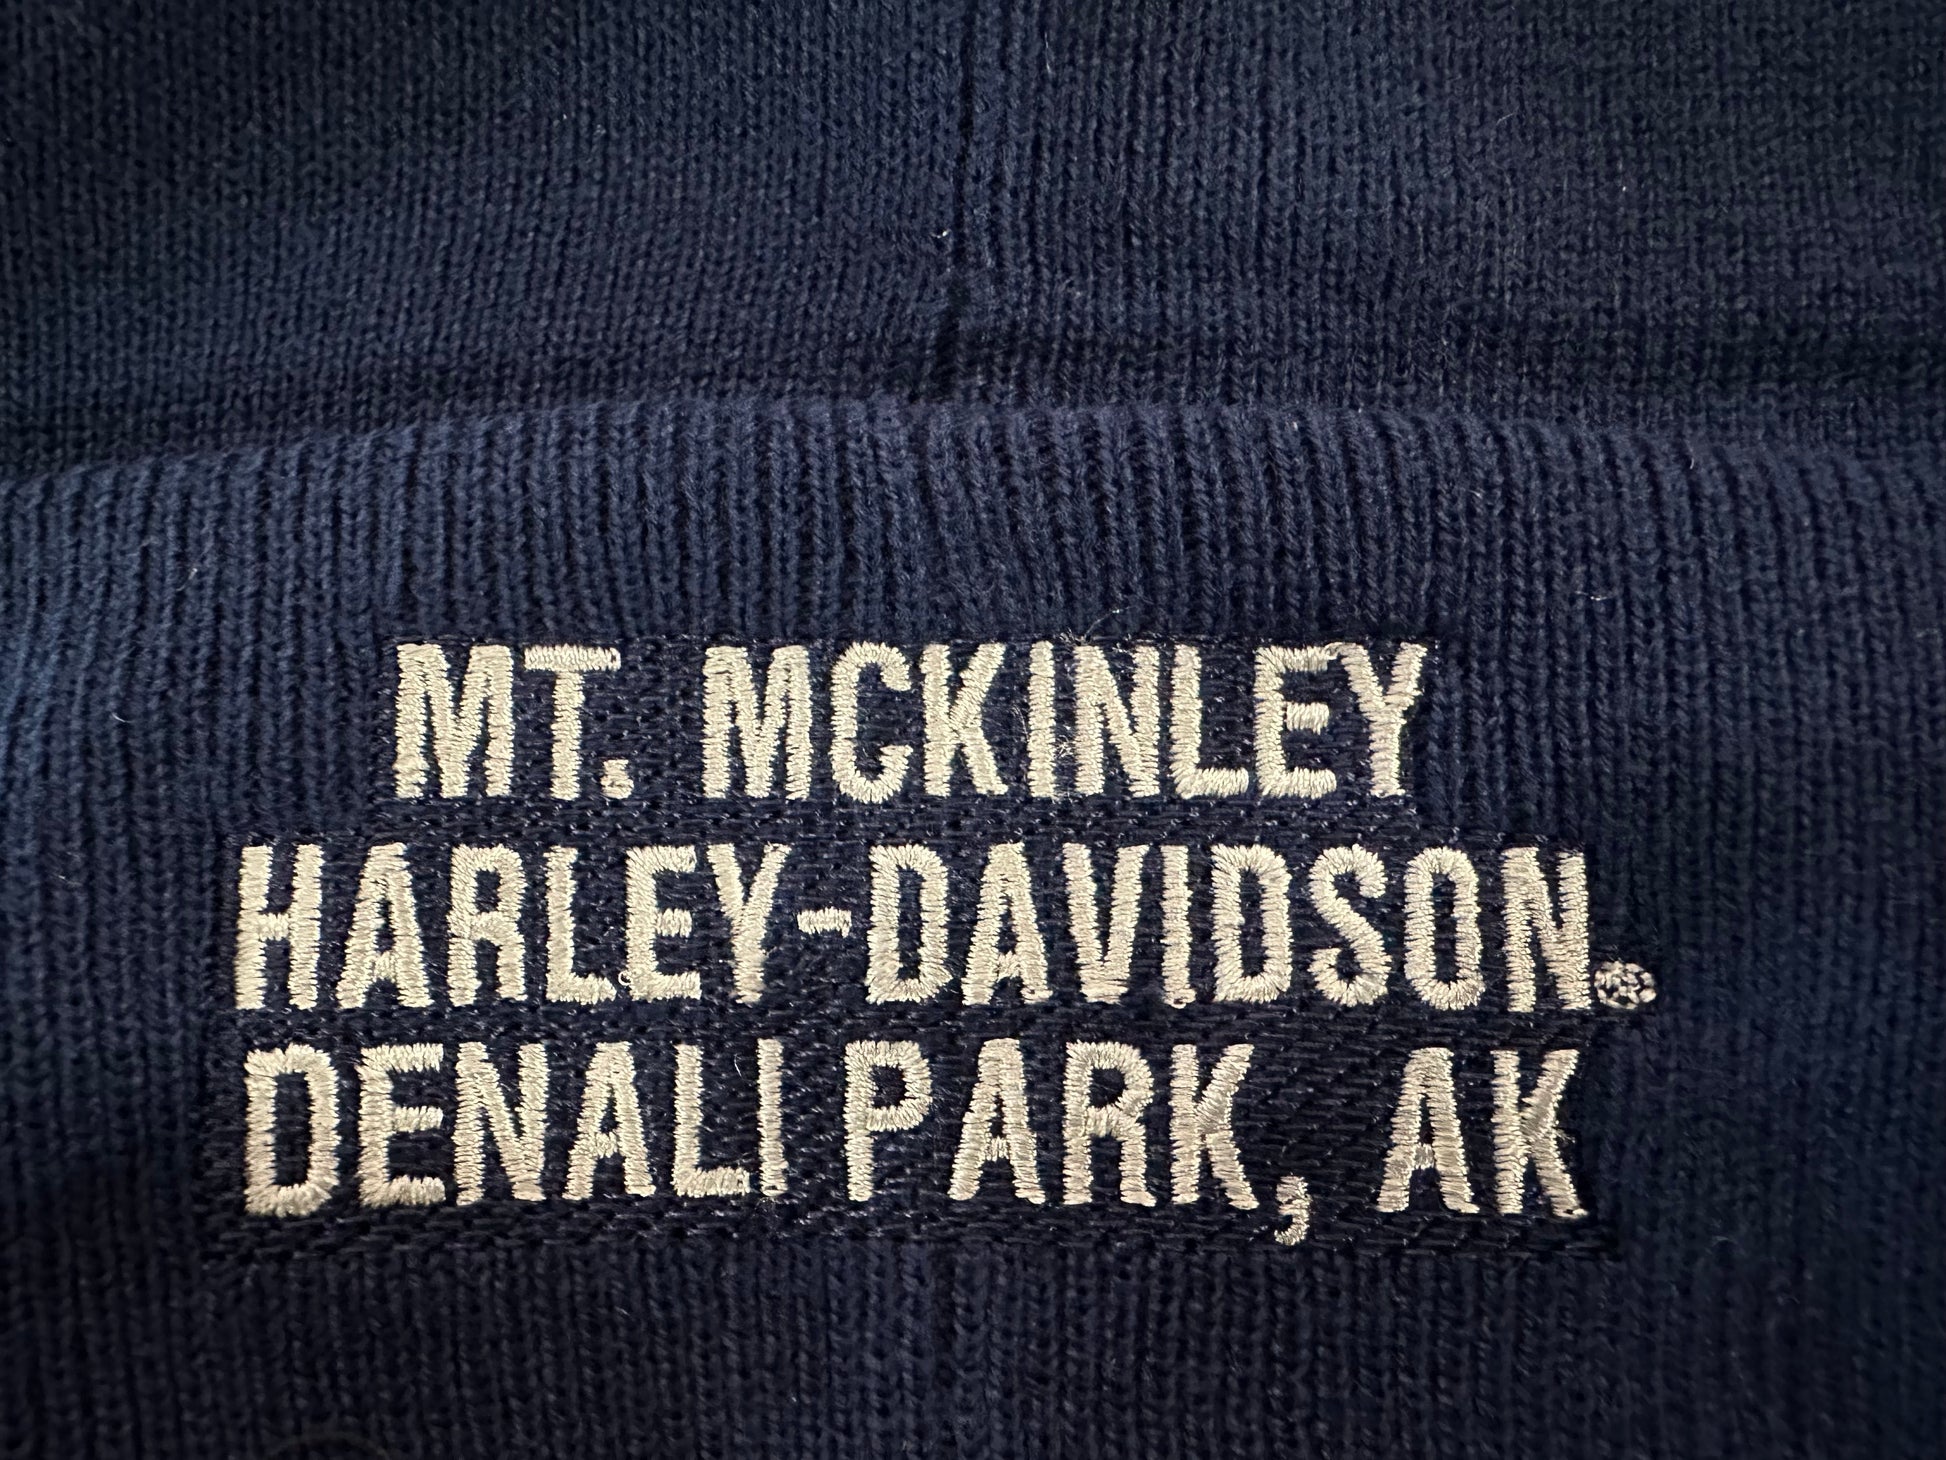 MT. MCKINLEY
HARLEY-DAVIDSON®
DENALI PARK, AK